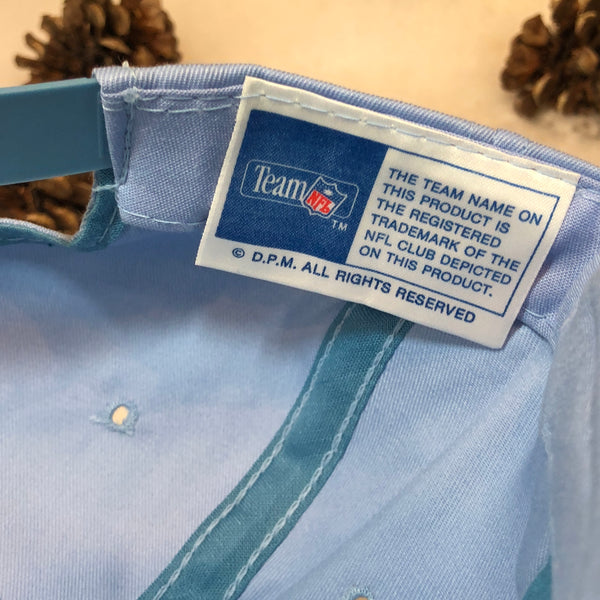 Team NFL
TM
THE TEAM NAME ON
THIS PRODUCT IS
THE REGISTERED
TRADEMARK OF THE
NFL CLUB DEPICTED
ON THIS PRODUCT.
© D.P.M. ALL RIGHTS RESERVED